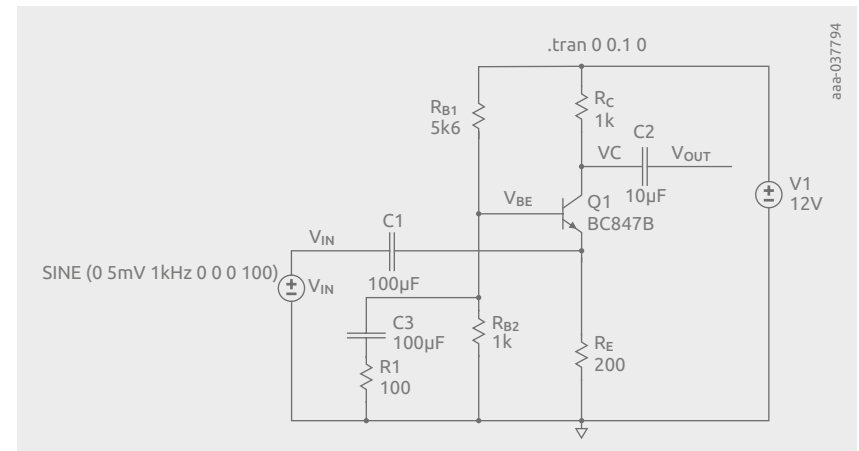 .tran 0 0.1 0
aaa-037794
RB1
5k6
RC
1k
C2
VC
VOUT
10µF
V1
12V
VBE
Q1
BC847B
C1
VIN
100µF
SINE (0 5mV 1kHz 0 0 0 100)
VIN
C3
100µF
RB2
1k
R1
100
RE
200